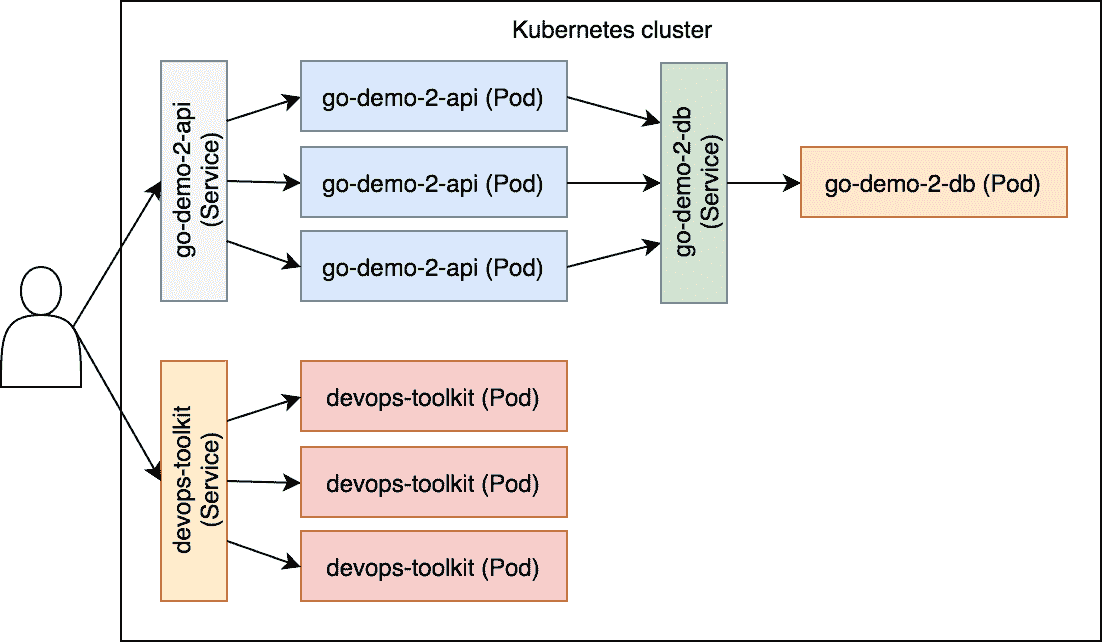 Kubernetes cluster
go-demo-2-api
(Service)
go-demo-2-api (Pod)
go-demo-2-api (Pod)
go-demo-2-api (Pod)
go-demo-2-db
(Service)
go-demo-2-db (Pod)
devops-toolkit
(Service)
devops-toolkit (Pod)
devops-toolkit (Pod)
devops-toolkit (Pod)